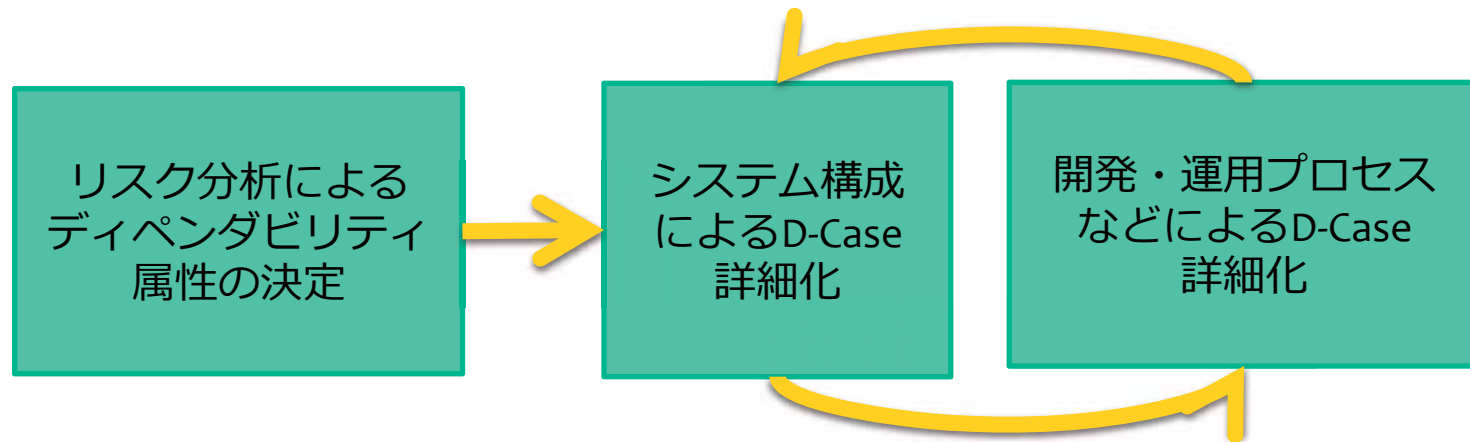 リスク分析による
ディペンダビリティ
属性の決定
システム構成
によるD-Case
詳細化
開発・運用プロセス
などによるD-Case
詳細化